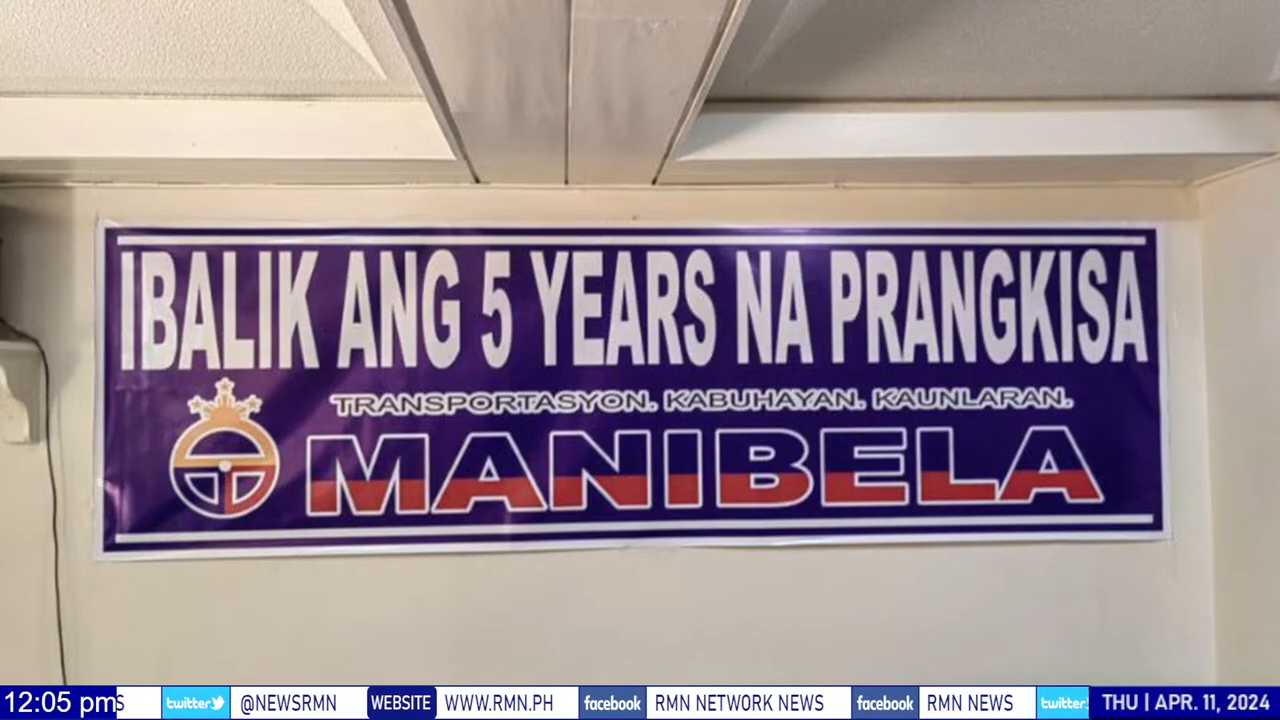 IBALIK ANG 5 YEARS NA PRANGKISA
TRANSPORTASYON. KABUHAYAN. KAUNLARAN.
MANIBELA
12:05 pm S twitter @NEWSRMN WEBSITE WWW.RMN.PH facebook RMN NETWORK NEWS facebook RMN NEWS twitter THU | APR. 11, 2024